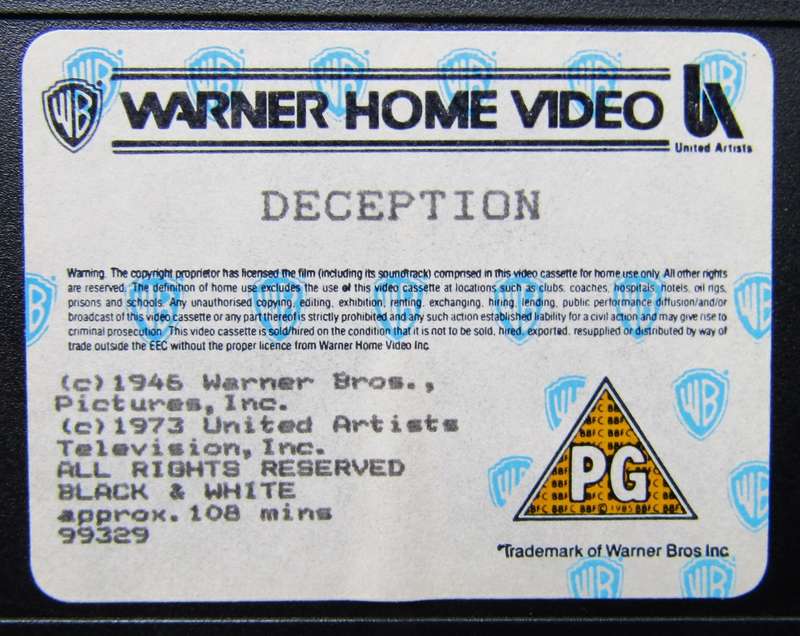 WB WARNER HOME VIDEO UA
United Artists
DECEPTION
Warning. The copyright proprietor has licensed the film (including its soundtrack) comprised in this video cassette for home use only. All other rights
are reserved. The definition of home use excludes the use of this video cassette at locations such as clubs, coaches, hospitals, hotels, oil rigs,
prisons and schools. Any unauthorised copying, editing, exhibition, renting, exchanging, hiring, lending, public performance diffusion and/or
broadcast of this video cassette or any part thereof is strictly prohibited and any such action established liability for a civil action and may give rise to
criminal prosecution. This video cassette is sold/hired on the condition that it is not to be sold, hired, exported, resupplied or distributed by way of
trade outside the EEC without the proper licence from Warner Home Video Inc
(c)1946 Warner Bros.,
Pictures,Inc.
(c)1973 United Artists
Television,Inc.
ALL RIGHTS RESERVED
BLACK & WHITE
approx.108 mins
99329
PG
BBFC © 1985 BBFC
*Trademark of Warner Bros Inc